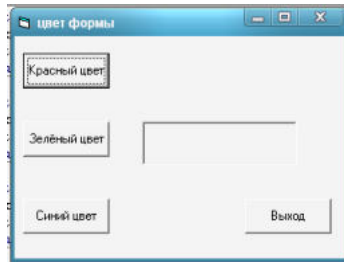 цвет формы
Красный цвет
Зелёный цвет
Синий цвет
Выход